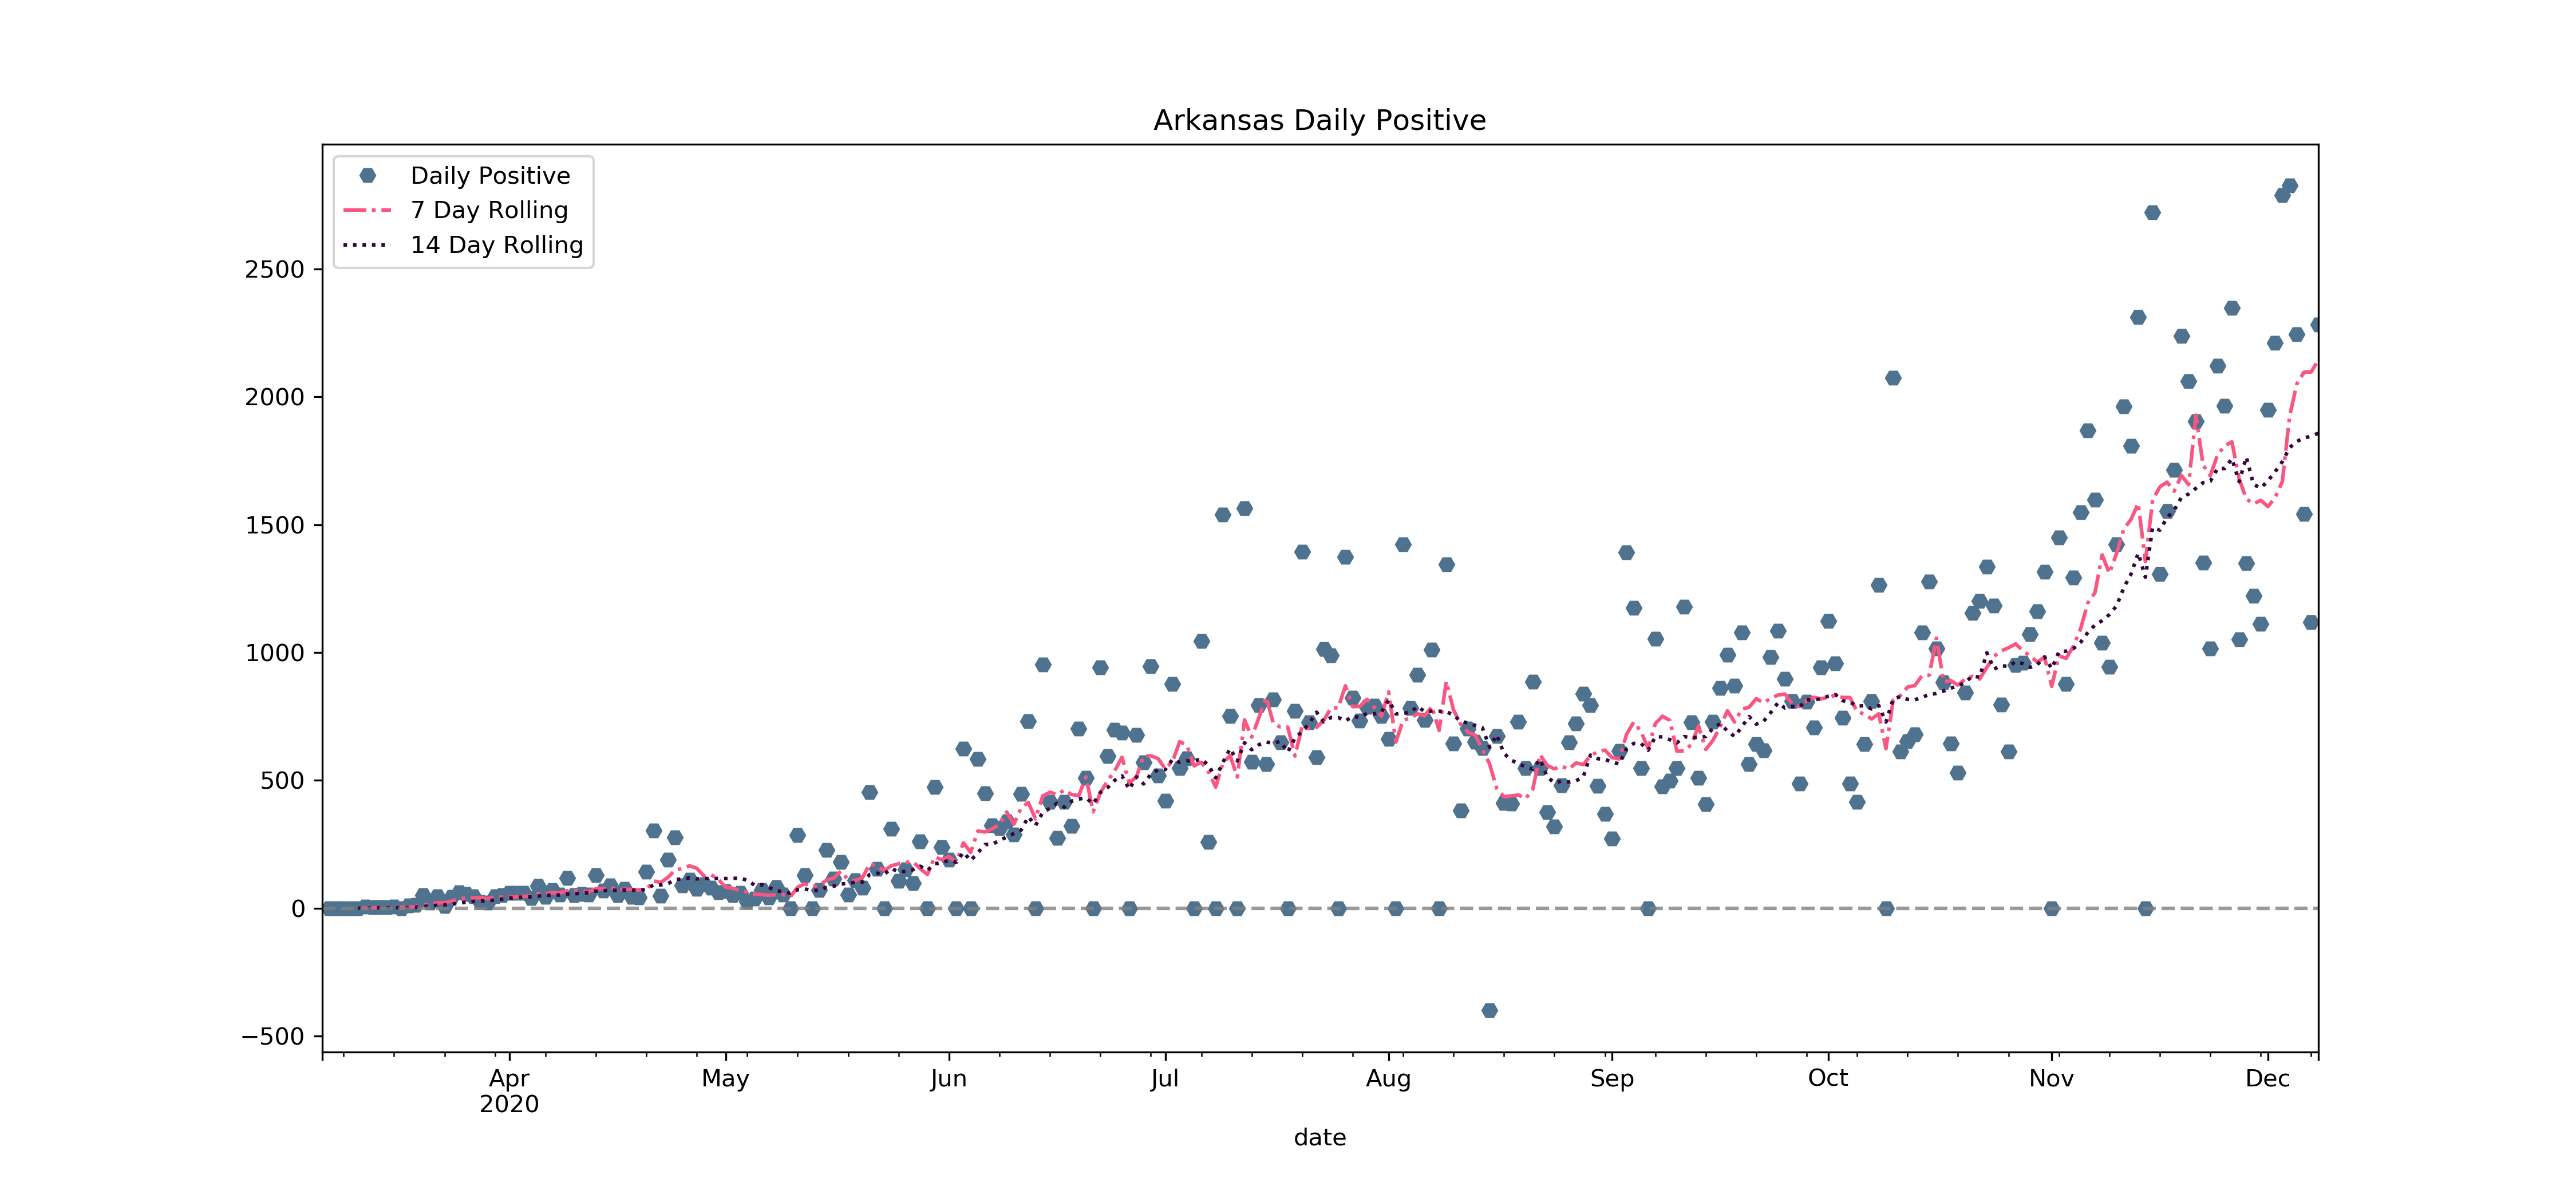 Arkansas Daily Positive
Daily Positive
7 Day Rolling
14 Day Rolling
2500
2000
1500
1000
500
0
−500
Apr May Jun Jul Aug Sep Oct Nov Dec
2020
date